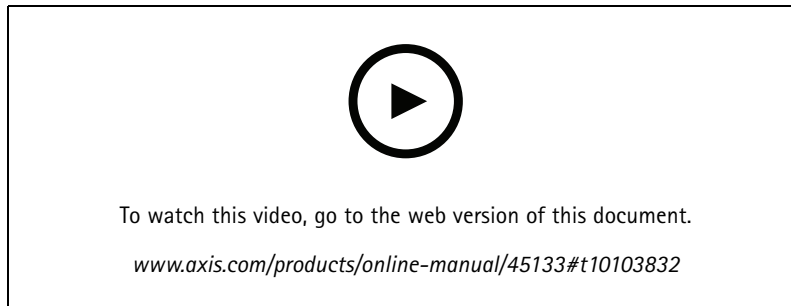 To watch this video, go to the web version of this document.
www.axis.com/products/online-manual/45133#t10103832